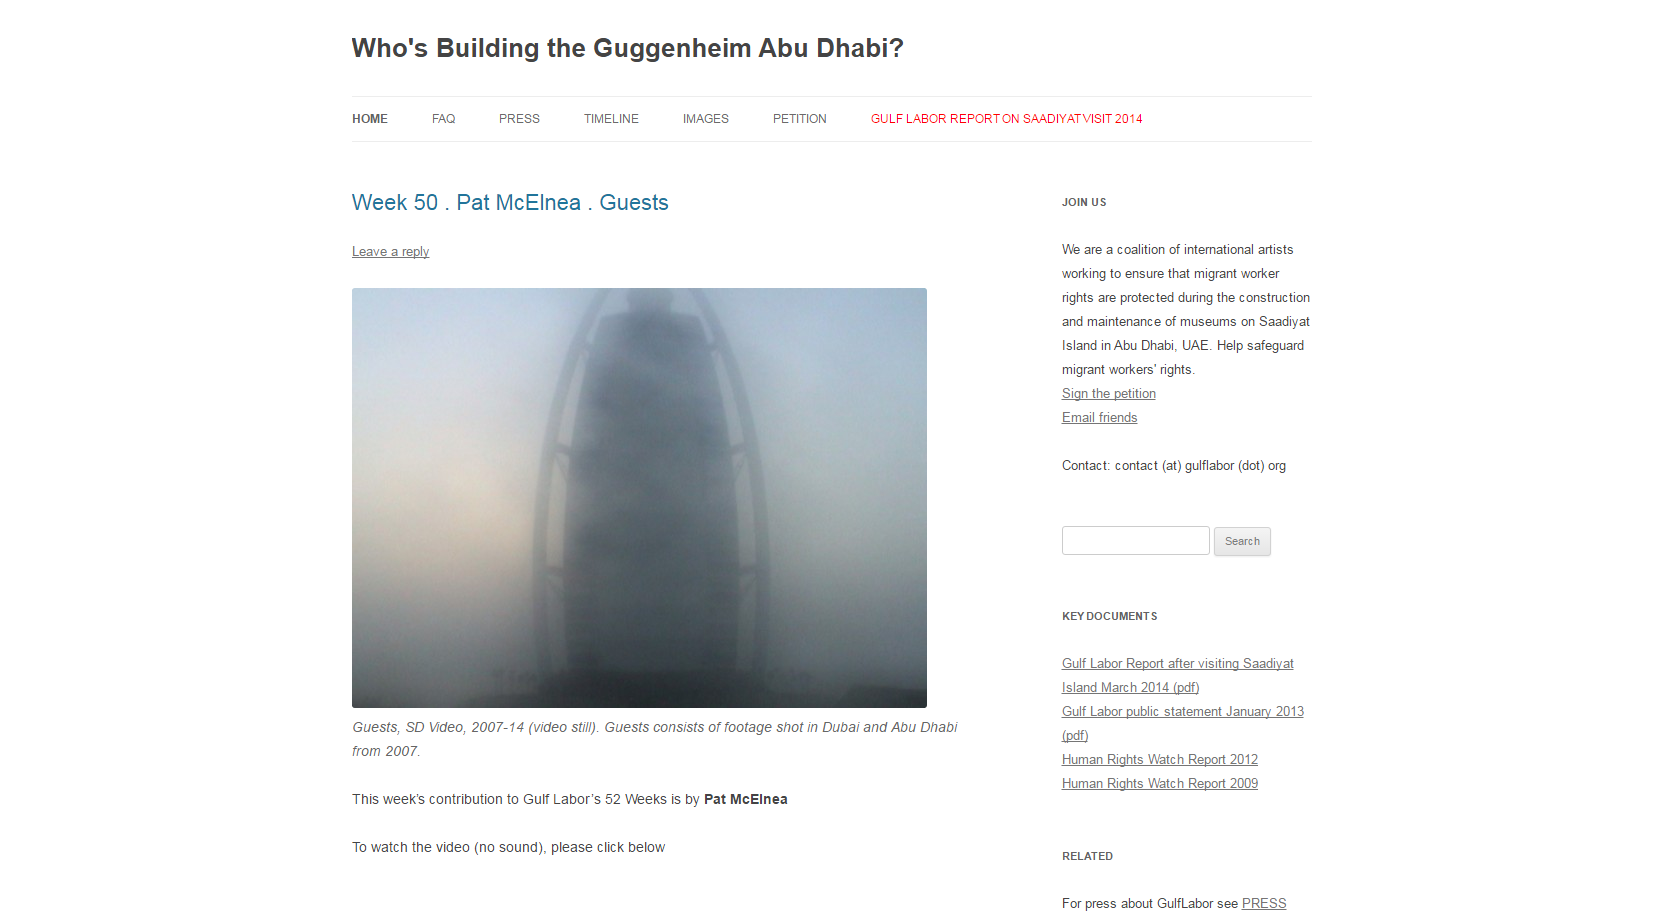 Who's Building the Guggenheim Abu Dhabi?
HOME FAQ PRESS TIMELINE IMAGES PETITION GULF LABOR REPORT ON SAADIYAT VISIT 2014
Week 50 . Pat McElnea . Guests
Leave a reply
Guests, SD Video, 2007-14 (video still). Guests consists of footage shot in Dubai and Abu Dhabi
from 2007.
This week’s contribution to Gulf Labor’s 52 Weeks is by Pat McElnea
To watch the video (no sound), please click below
JOIN US
We are a coalition of international artists
working to ensure that migrant worker
rights are protected during the construction
and maintenance of museums on Saadiyat
Island in Abu Dhabi, UAE. Help safeguard
migrant workers' rights.
Sign the petition
Email friends
Contact: contact (at) gulflabor (dot) org
Search
KEY DOCUMENTS
Gulf Labor Report after visiting Saadiyat
Island March 2014 (pdf)
Gulf Labor public statement January 2013
(pdf)
Human Rights Watch Report 2012
Human Rights Watch Report 2009
RELATED
For press about GulfLabor see PRESS